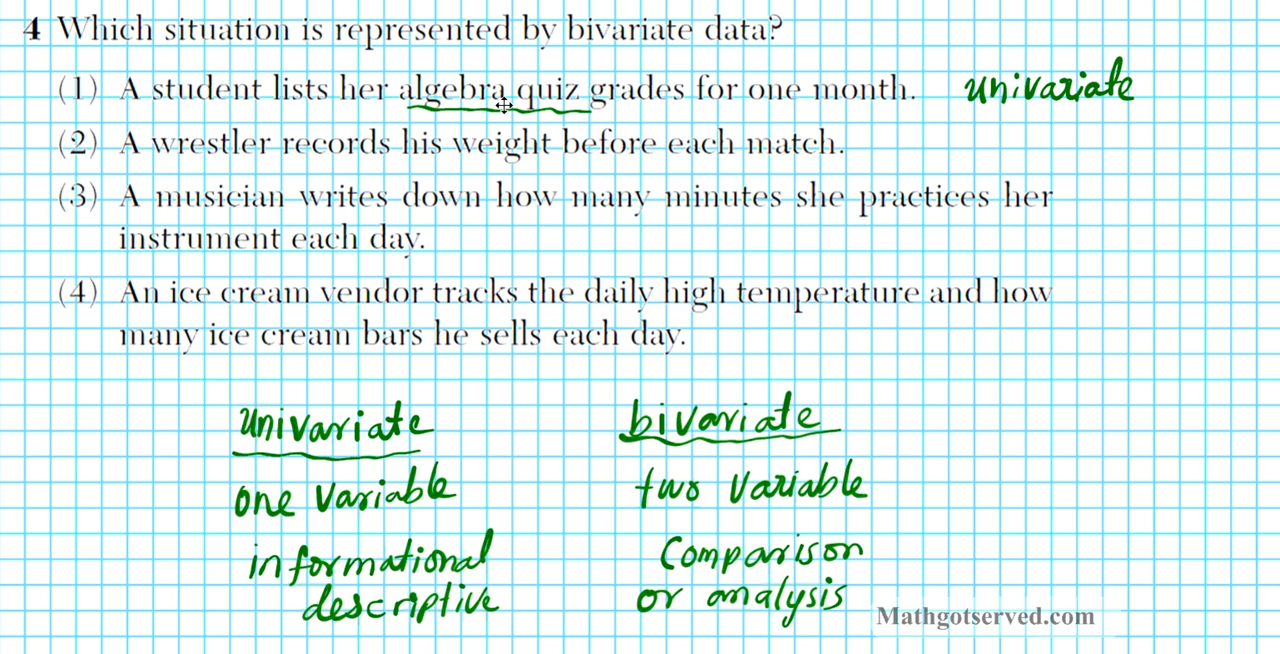 4 Which situation is represented by bivariate data?
(1) A student lists her algebra quiz grades for one month. univariate
(2) A wrestler records his weight before each match.
(3) A musician writes down how many minutes she practices her
instrument each day.
(4) An ice cream vendor tracks the daily high temperature and how
many ice cream bars he sells each day.
univariate bivariate
one variable two variable
informational comparison
descriptive or analysis
Mathgotserved.com